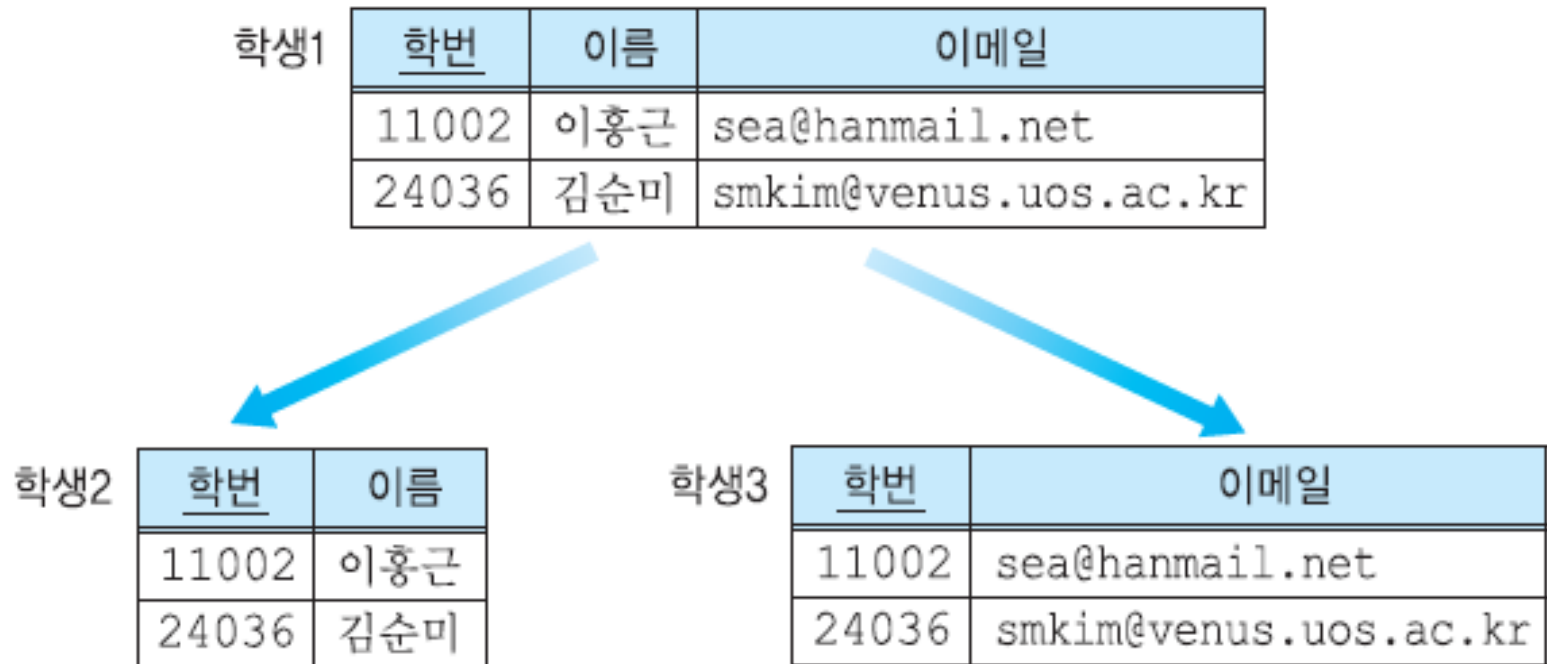 학생1 학번 이름 이메일
11002 이홍근 sea@hanmail.net
24036 김순미 smkim@venus.uos.ac.kr
학생2 학번 이름
11002 이홍근
24036 김순미
학생3 학번 이메일
11002 sea@hanmail.net
24036 smkim@venus.uos.ac.kr